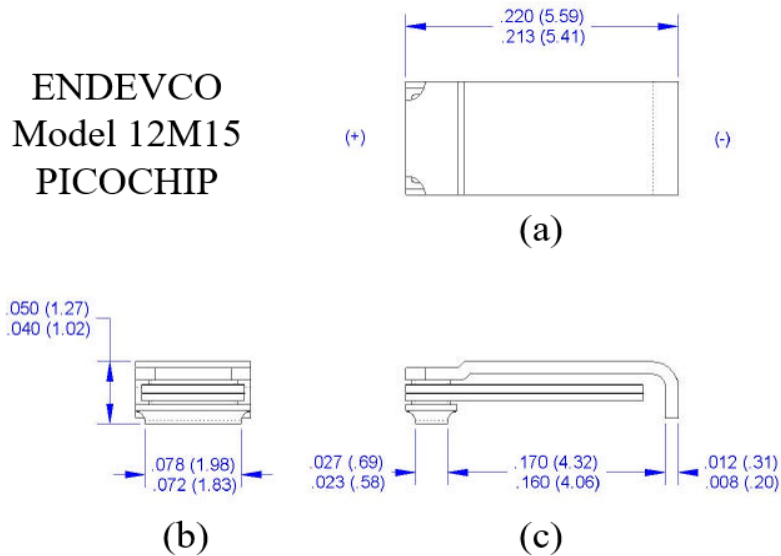 ENDEVCO
Model 12M15
PICOCHIP
.220 (5.59)
.213 (5.41)
(+)
(-)
(a)
.050 (1.27)
.040 (1.02)
.078 (1.98)
.072 (1.83)
(b)
.027 (.69)
.023 (.58)
.170 (4.32)
.160 (4.06)
.012 (.31)
.008 (.20)
(c)